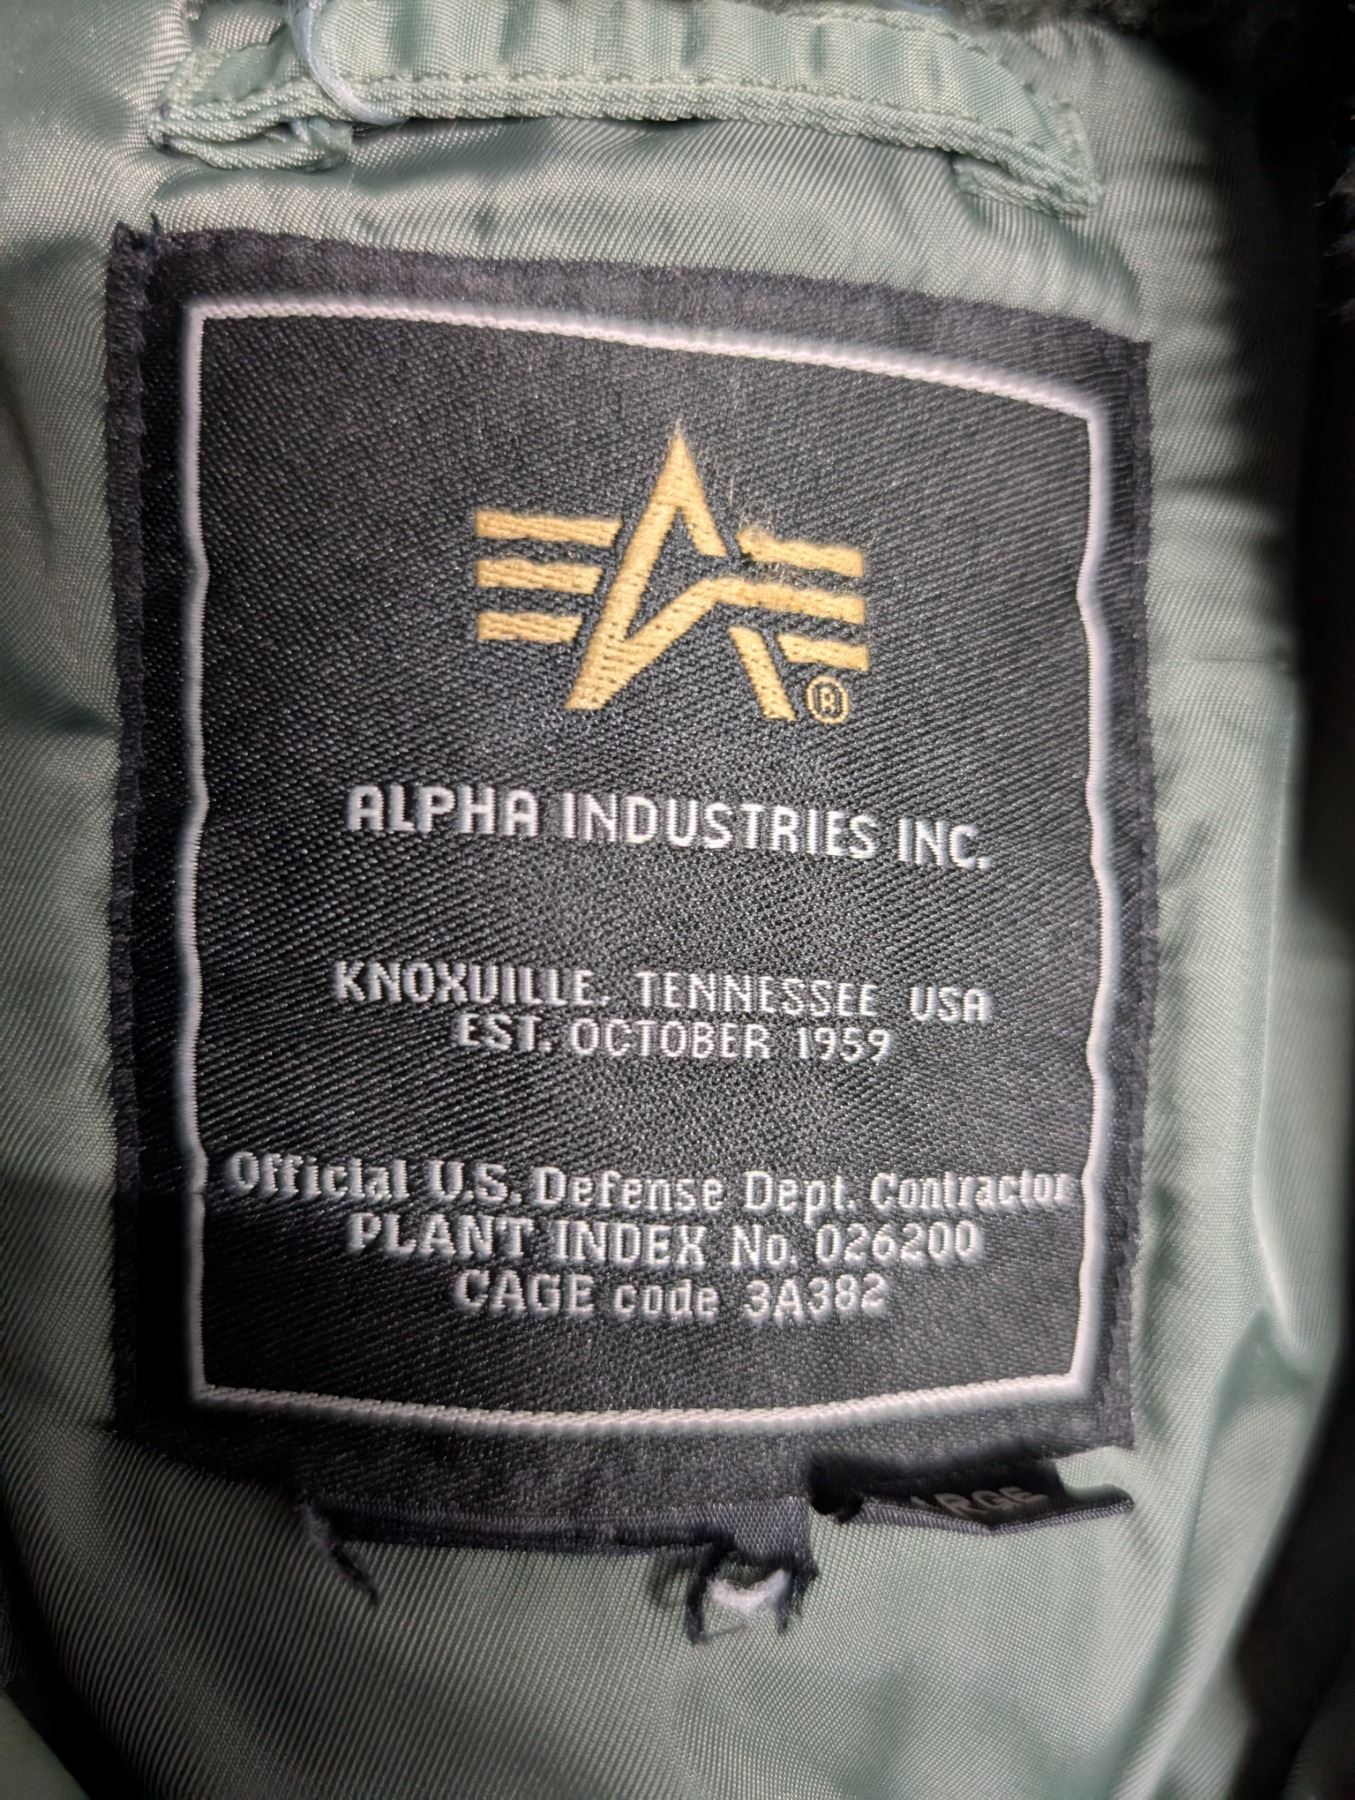 ®
ALPHA INDUSTRIES INC.
KNOXVILLE, TENNESSEE USA
EST. OCTOBER 1959
Official U.S. Defense Dept. Contractor
PLANT INDEX No. 026200
CAGE code 3A382